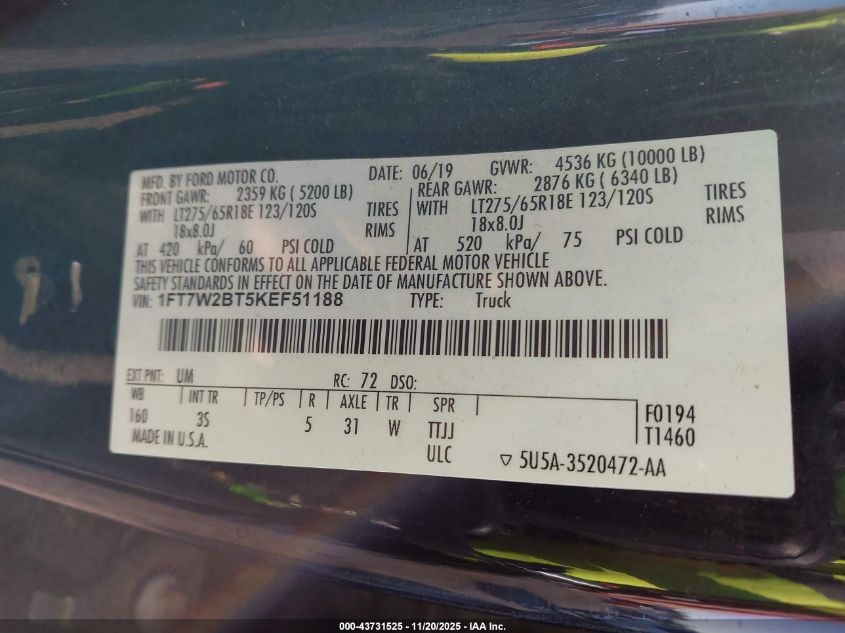 MFD. BY FORD MOTOR CO. DATE: 06/19 GVWR: 4536 KG (10000 LB)
FRONT GAWR: 2359 KG ( 5200 LB) REAR GAWR: 2876 KG ( 6340 LB)
WITH LT275/65R18E 123/120S TIRES WITH LT275/65R18E 123/120S TIRES
18x8.0J RIMS 18x8.0J RIMS
AT 420 kPa/ 60 PSI COLD AT 520 kPa/ 75 PSI COLD
THIS VEHICLE CONFORMS TO ALL APPLICABLE FEDERAL MOTOR VEHICLE
SAFETY STANDARDS IN EFFECT ON THE DATE OF MANUFACTURE SHOWN ABOVE.
VIN: 1FT7W2BT5KEF51188 TYPE: Truck
EXT PNT: UM RC: 72 DSO:
WB INT TR TP/PS R AXLE TR SPR
160 3S 5 31 W TTJJ F0194
MADE IN U.S.A. ULC T1460
5U5A-3520472-AA
000-43731525 - 11/20/2025 - IAA Inc.